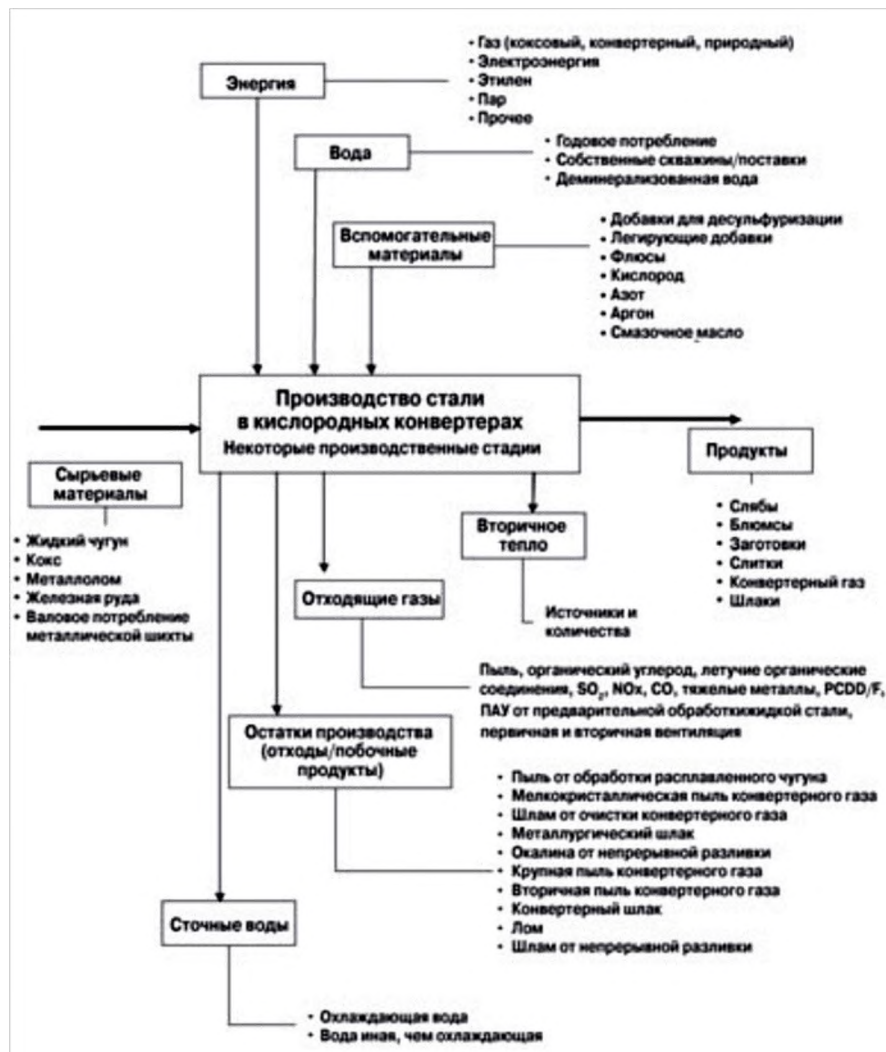 Энергия
• Газ (коксовый, конвертерный, природный)
• Электроэнергия
• Этилен
• Пар
• Прочее
Вода
• Годовое потребление
• Собственные скважины/поставки
• Деминерализованная вода
Вспомогательные
материалы
• Добавки для десульфуризации
• Легирующие добавки
• Флюсы
• Кислород
• Азот
• Аргон
• Смазочное масло
Производство стали
в кислородных конвертерах
Некоторые производственные стадии
Сырьевые
материалы
• Жидкий чугун
• Кокс
• Металлолом
• Железная руда
• Валовое потребление
металлической шихты
Продукты
• Слябы
• Блюмсы
• Заготовки
• Слитки
• Конвертерный газ
• Шлаки
Вторичное
тепло
Источники и
количества
Отходящие газы
Пыль, органический углерод, летучие органические
соединения, SO₂, NOx, CO, тяжелые металлы, PCDD/F,
ПАУ от предварительной обработкижидкой стали,
первичная и вторичная вентиляция
Остатки производства
(отходы/побочные
продукты)
• Пыль от обработки расплавленного чугуна
• Мелкокристаллическая пыль конвертерного газа
• Шлам от очистки конвертерного газа
• Металлургический шлак
• Окалина от непрерывной разливки
• Крупная пыль конвертерного газа
• Вторичная пыль конвертерного газа
• Конвертерный шлак
• Лом
• Шлам от непрерывной разливки
Сточные воды
• Охлаждающая вода
• Вода иная, чем охлаждающая